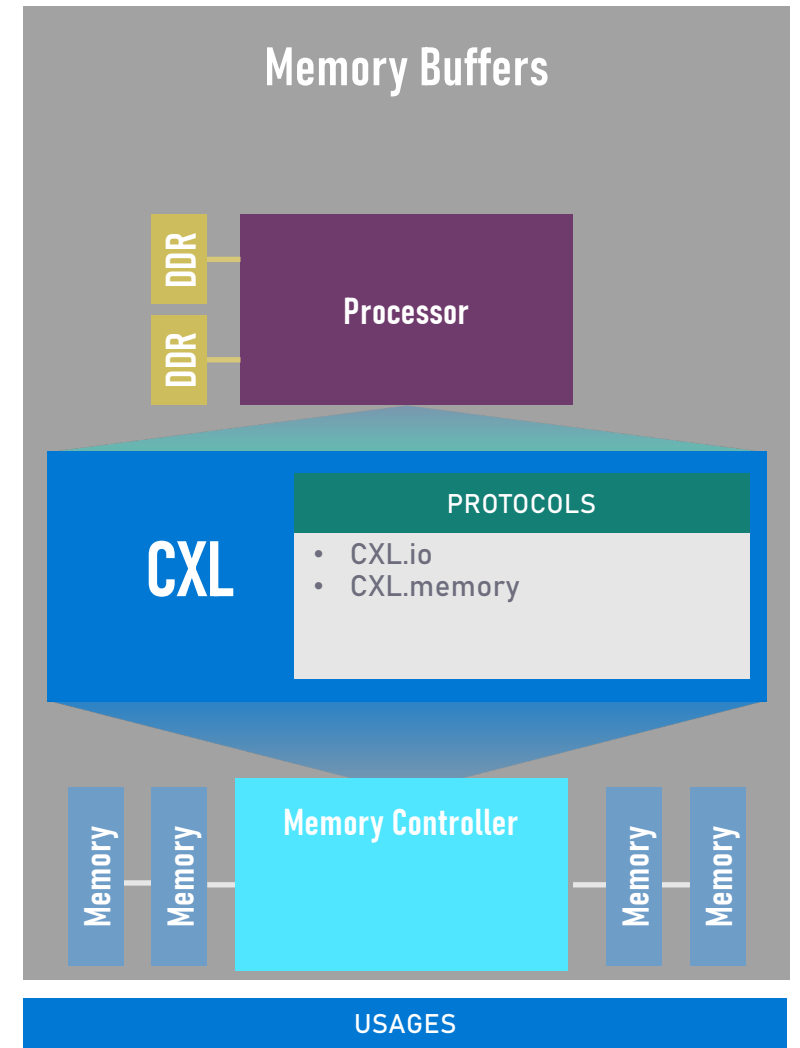 Memory Buffers
DDR
DDR
Processor
CXL
PROTOCOLS
• CXL.io
• CXL.memory
Memory
Memory
Memory Controller
Memory
Memory
USAGES